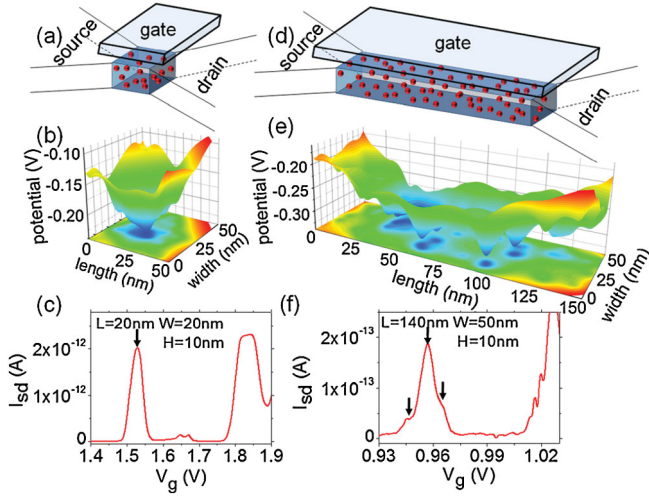 (a)
source
gate
drain
(b)
potential (V)
-0.10
-0.15
-0.20
0
25
50
length (nm)
0
25
50
width (nm)
(c)
L=20nm W=20nm
H=10nm
I_sd (A)
2x10^-12
1x10^-12
0
1.4 1.5 1.6 1.7 1.8 1.9
V_g (V)
(d)
source
gate
drain
(e)
potential (V)
-0.20
-0.25
-0.30
0
25
50
75
100
125
150
length (nm)
0
25
50
width (nm)
(f)
L=140nm W=50nm
H=10nm
I_sd (A)
2x10^-13
1x10^-13
0
0.93 0.96 0.99 1.02
V_g (V)